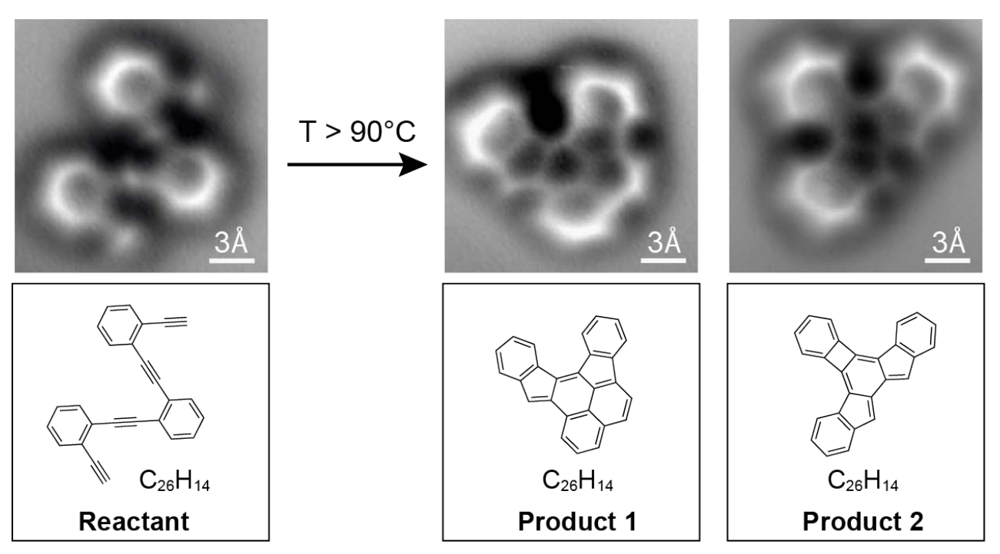 T > 90°C
3Å
3Å
3Å
C₂₆H₁₄
Reactant
C₂₆H₁₄
Product 1
C₂₆H₁₄
Product 2